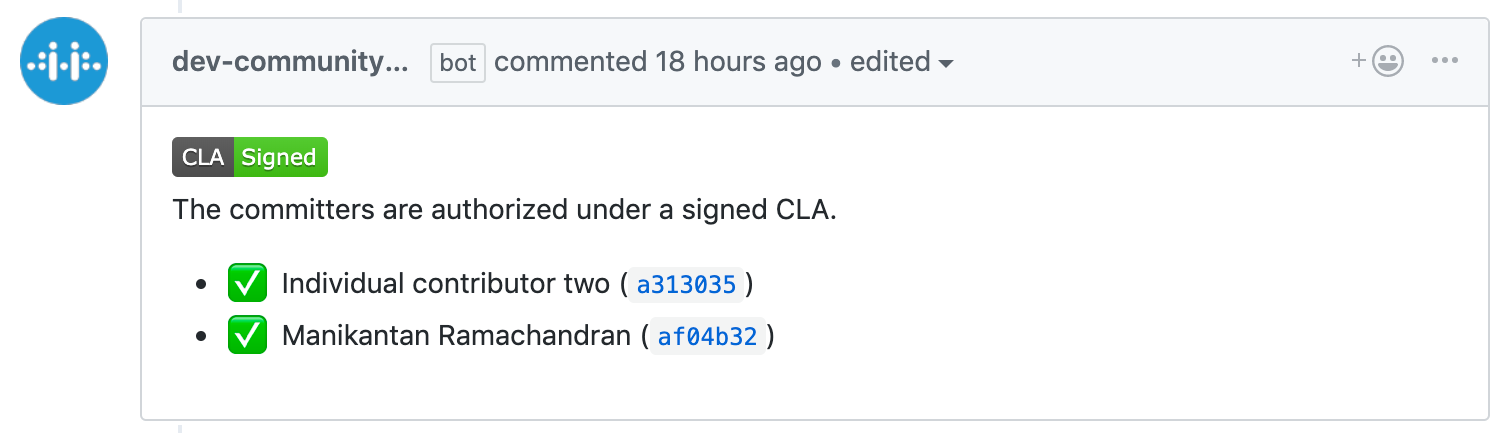 dev-community... bot commented 18 hours ago • edited
CLA Signed
The committers are authorized under a signed CLA.
• ✅ Individual contributor two (a313035)
• ✅ Manikantan Ramachandran (af04b32)